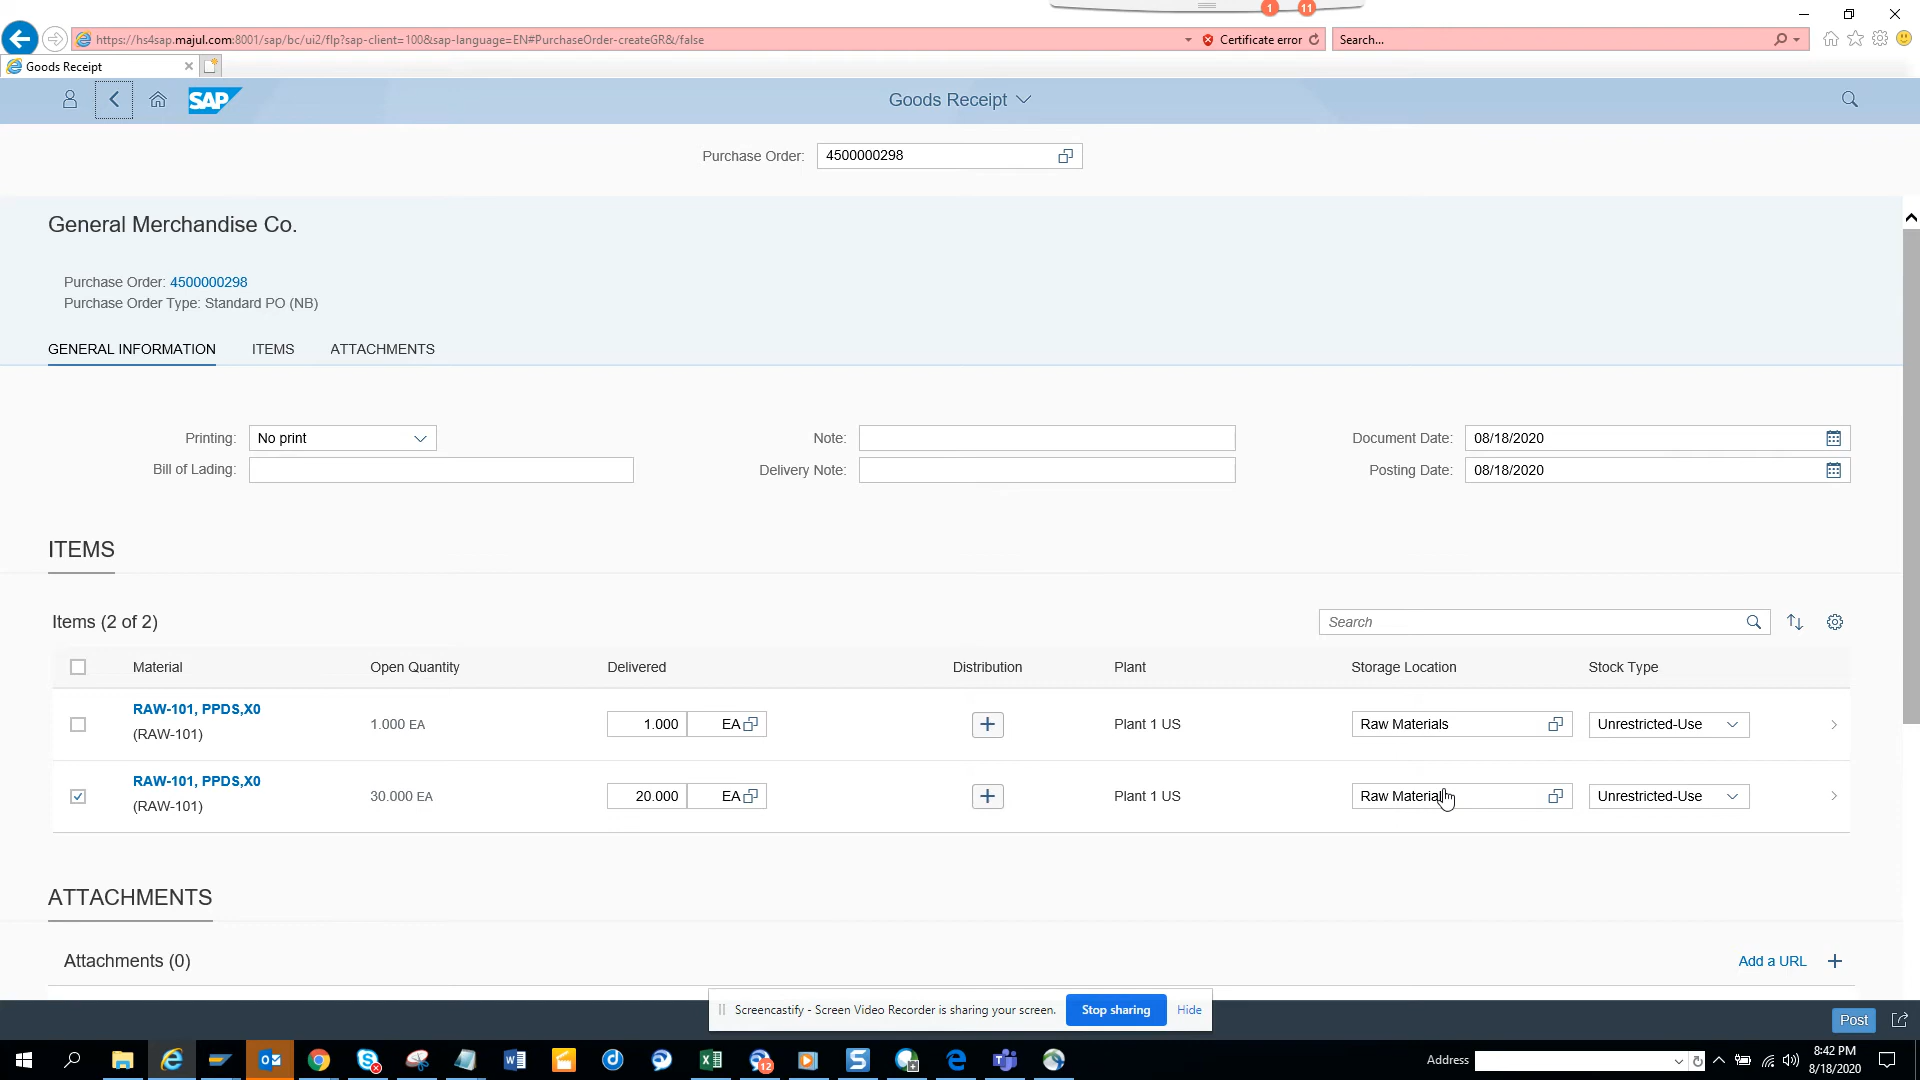 1 11
https://hs4sap.majul.com:8001/sap/bc/ui2/flp?sap-client=100&sap-language=EN#PurchaseOrder-createGR&/false
Certificate error
Search...
Goods Receipt
SAP
Goods Receipt
Purchase Order: 4500000298
General Merchandise Co.
Purchase Order: 4500000298
Purchase Order Type: Standard PO (NB)
GENERAL INFORMATION ITEMS ATTACHMENTS
Printing: No print Note: Document Date: 08/18/2020
Bill of Lading: Delivery Note: Posting Date: 08/18/2020
ITEMS
Items (2 of 2)
Search
Material Open Quantity Delivered Distribution Plant Storage Location Stock Type
RAW-101, PPDS,X0
(RAW-101)
1.000 EA 1.000 EA Plant 1 US Raw Materials Unrestricted-Use
RAW-101, PPDS,X0
(RAW-101)
30.000 EA 20.000 EA Plant 1 US Raw Materials Unrestricted-Use
ATTACHMENTS
Attachments (0)
Add a URL
Screencastify - Screen Video Recorder is sharing your screen. Stop sharing Hide
Post
Address
8:42 PM
8/18/2020
12